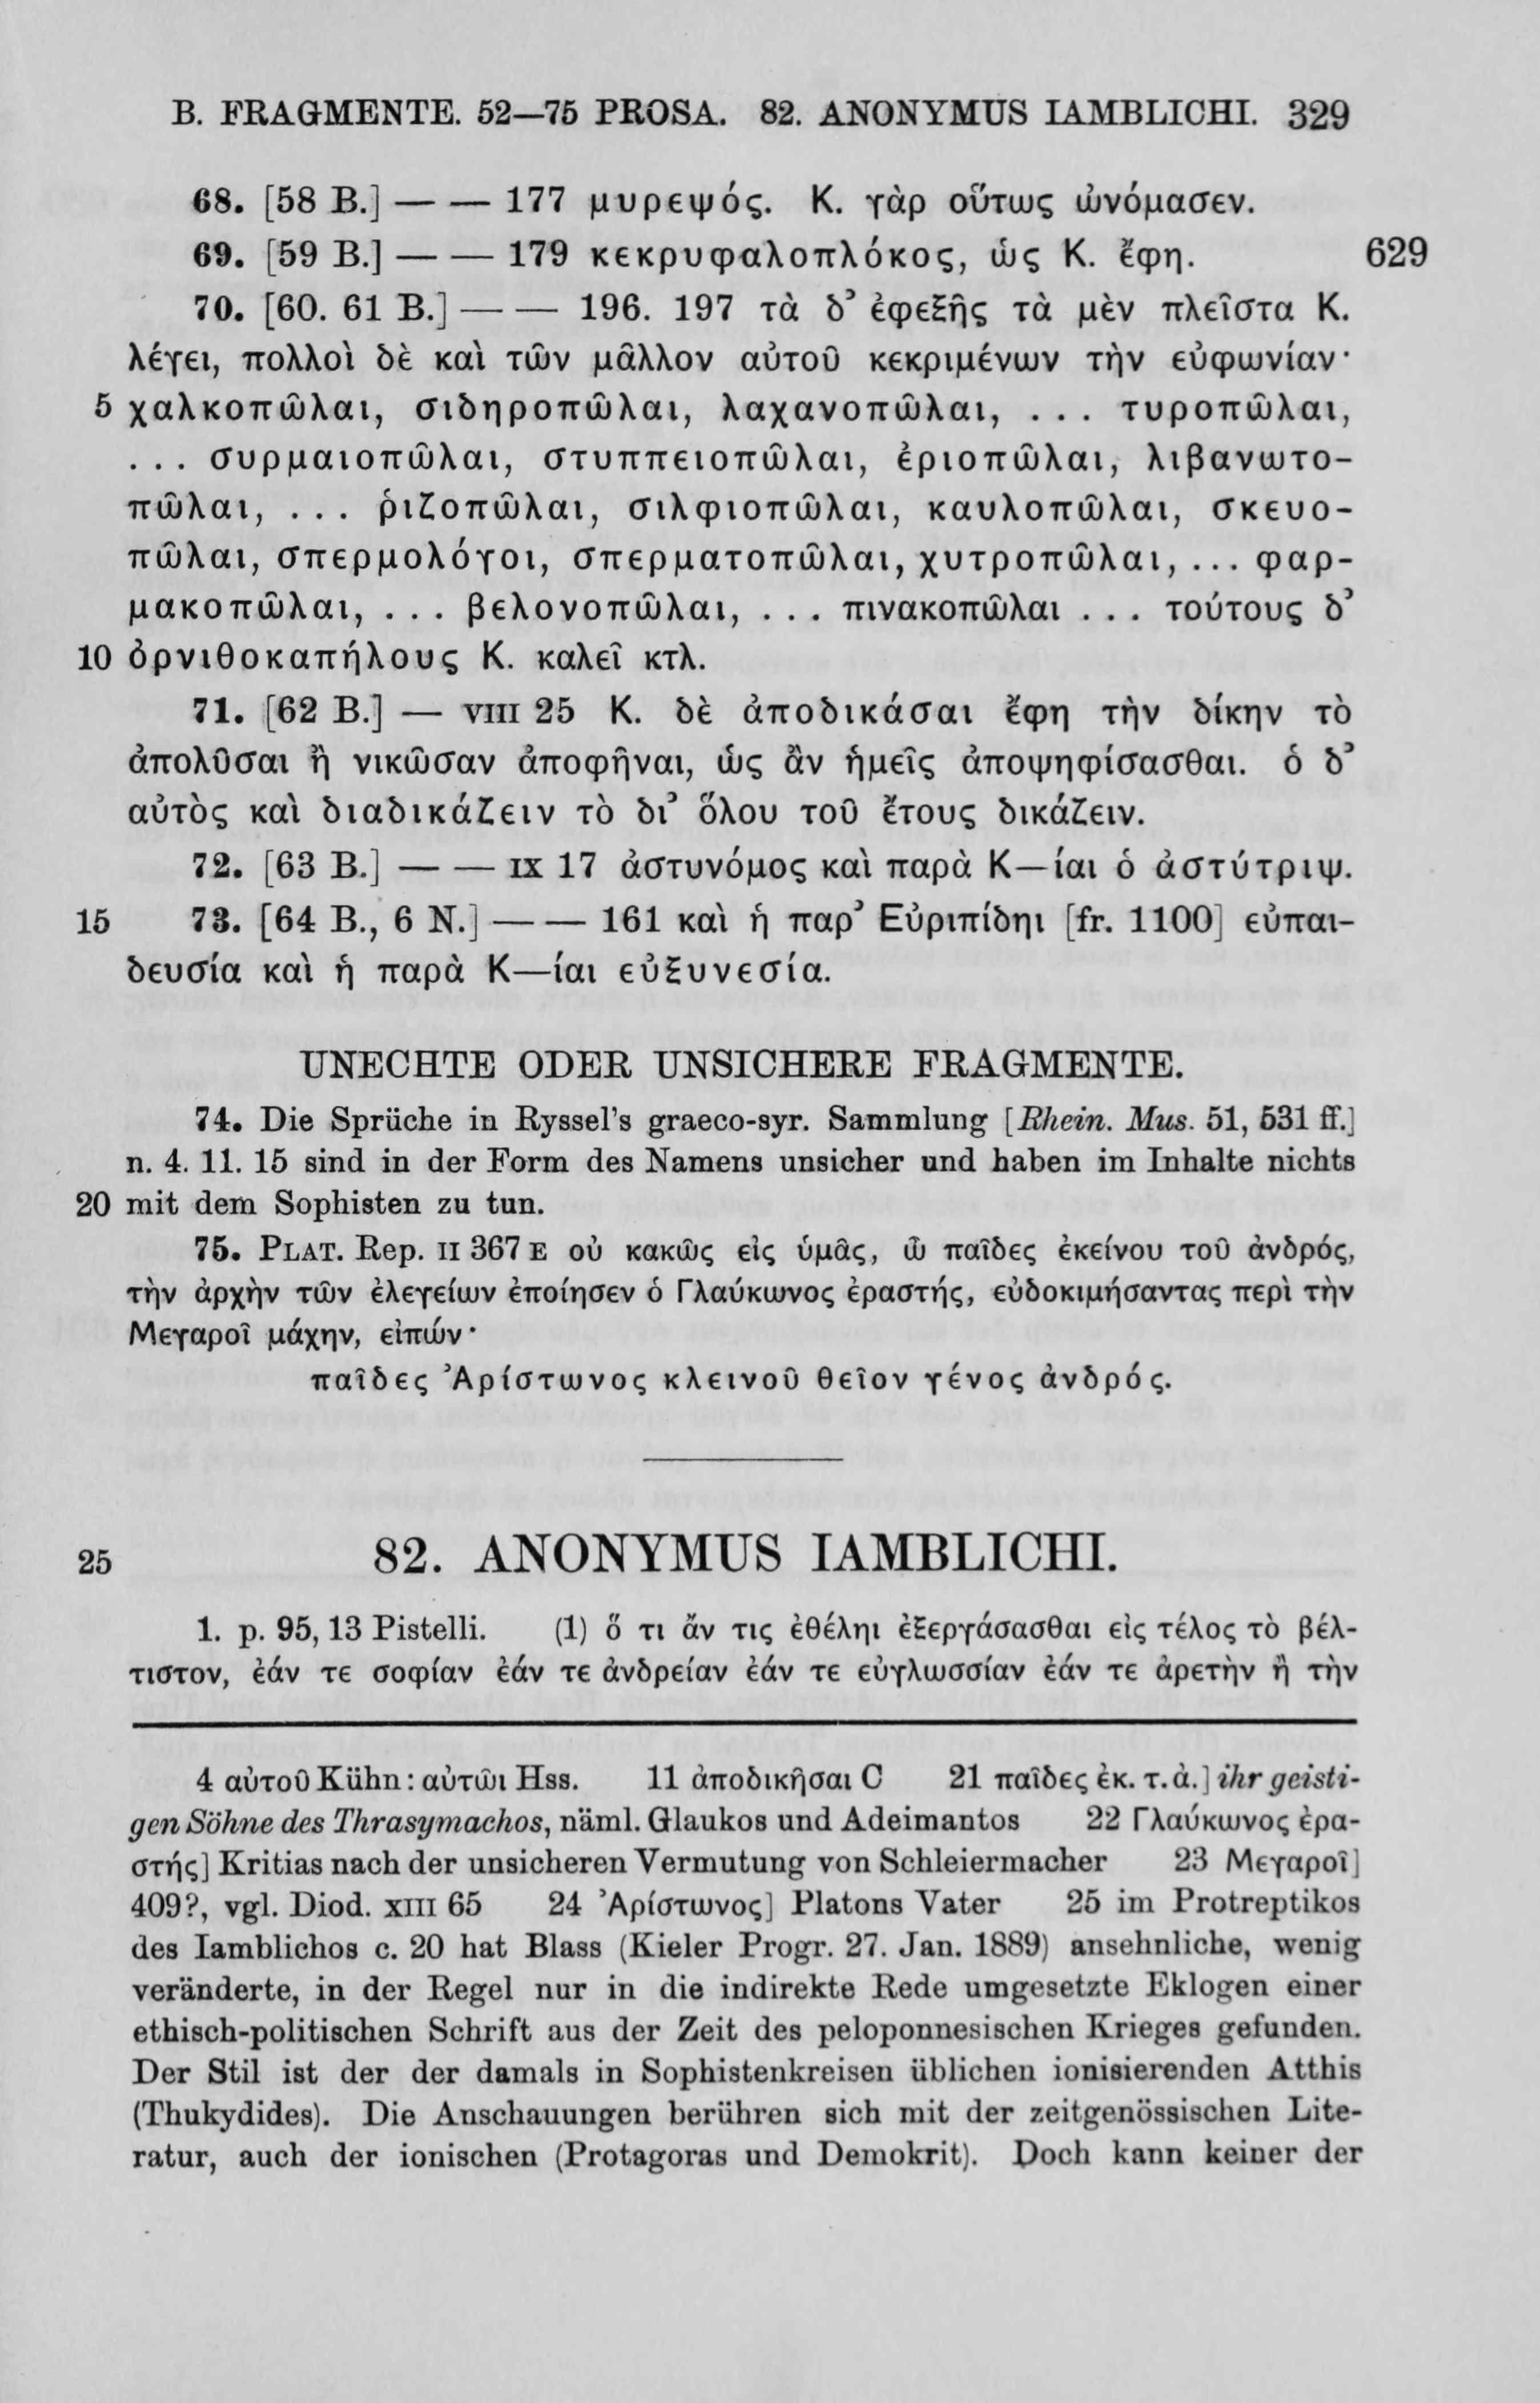 B. FRAGMENTE. 52—75 PROSA. 82. ANONYMUS IAMBLICHI. 329
68. [58 B.] — — 177 μυρεψός. Κ. γὰρ οὕτως ὠνόμασεν.
69. [59 B.] — — 179 κεκρυφαλοπλόκος, ὡς Κ. ἔφη. 629
70. [60. 61 B.] — — 196. 197 τὰ δ’ ἐφεξῆς τὰ μὲν πλεῖστα Κ.
λέγει, πολλοὶ δὲ καὶ τῶν μᾶλλον αὐτοῦ κεκριμένων τὴν εὐφωνίαν·
5 χαλκοπῶλαι, σιδηροπῶλαι, λαχανοπῶλαι, . . . τυροπῶλαι,
. . . συρμαιοπῶλαι, στυππειοπῶλαι, ἐριοπῶλαι, λιβανωτο-
πῶλαι, . . . ῥιζοπῶλαι, σιλφιοπῶλαι, καυλοπῶλαι, σκευο-
πῶλαι, σπερμολόγοι, σπερματοπῶλαι, χυτροπῶλαι, . . . φαρ-
μακοπῶλαι, . . . βελονοπῶλαι, . . . πινακοπῶλαι . . . τούτους δ’
10 ὀρνιθοκαπήλους Κ. καλεῖ κτλ.
71. [62 B.] — VIII 25 Κ. δὲ ἀποδικάσαι ἔφη τὴν δίκην τὸ
ἀπολῦσαι ἢ νικῶσαν ἀποφῆναι, ὡς ἂν ἡμεῖς ἀποψηφίσασθαι. ὁ δ’
αὐτὸς καὶ διαδικάζειν τὸ δι’ ὅλου τοῦ ἔτους δικάζειν.
72. [63 B.] — — IX 17 ἀστυνόμος καὶ παρὰ Κ—ίαι ὁ ἀστύτριψ.
15 73. [64 B., 6 N.] — — 161 καὶ ἡ παρ’ Εὐριπίδηι [fr. 1100] εὐπαι-
δευσία καὶ ἡ παρὰ Κ—ίαι εὐξυνεσία.
UNECHTE ODER UNSICHERE FRAGMENTE.
74. Die Sprüche in Ryssel's graeco-syr. Sammlung [Rhein. Mus. 51, 531 ff.]
n. 4. 11. 15 sind in der Form des Namens unsicher und haben im Inhalte nichts
20 mit dem Sophisten zu tun.
75. PLAT. Rep. II 367 E οὐ κακῶς εἰς ὑμᾶς, ὦ παῖδες ἐκείνου τοῦ ἀνδρός,
τὴν ἀρχὴν τῶν ἐλεγείων ἐποίησεν ὁ Γλαύκωνος ἐραστής, εὐδοκιμήσαντας περὶ τὴν
Μεγαροῖ μάχην, εἰπών·
παῖδες Ἀρίστωνος κλεινοῦ θεῖον γένος ἀνδρός.
25 82. ANONYMUS IAMBLICHI.
1. p. 95, 13 Pistelli. (1) ὅ τι ἄν τις ἐθέληι ἐξεργάσασθαι εἰς τέλος τὸ βέλ-
τιστον, ἐάν τε σοφίαν ἐάν τε ἀνδρείαν ἐάν τε εὐγλωσσίαν ἐάν τε ἀρετὴν ἢ τὴν
4 αὐτοῦ Kühn: αὐτῶι Hss. 11 ἀποδικῆσαι C 21 παῖδες ἐκ. τ. ἀ.] ihr geisti-
gen Söhne des Thrasymachos, näml. Glaukos und Adeimantos 22 Γλαύκωνος ἐρα-
στής] Kritias nach der unsicheren Vermutung von Schleiermacher 23 Μεγαροῖ]
409?, vgl. Diod. XIII 65 24 Ἀρίστωνος] Platons Vater 25 im Protreptikos
des Iamblichos c. 20 hat Blass (Kieler Progr. 27. Jan. 1889) ansehnliche, wenig
veränderte, in der Regel nur in die indirekte Rede umgesetzte Eklogen einer
ethisch-politischen Schrift aus der Zeit des peloponnesischen Krieges gefunden.
Der Stil ist der der damals in Sophistenkreisen üblichen ionisierenden Atthis
(Thukydides). Die Anschauungen berühren sich mit der zeitgenössischen Lite-
ratur, auch der ionischen (Protagoras und Demokrit). Doch kann keiner der